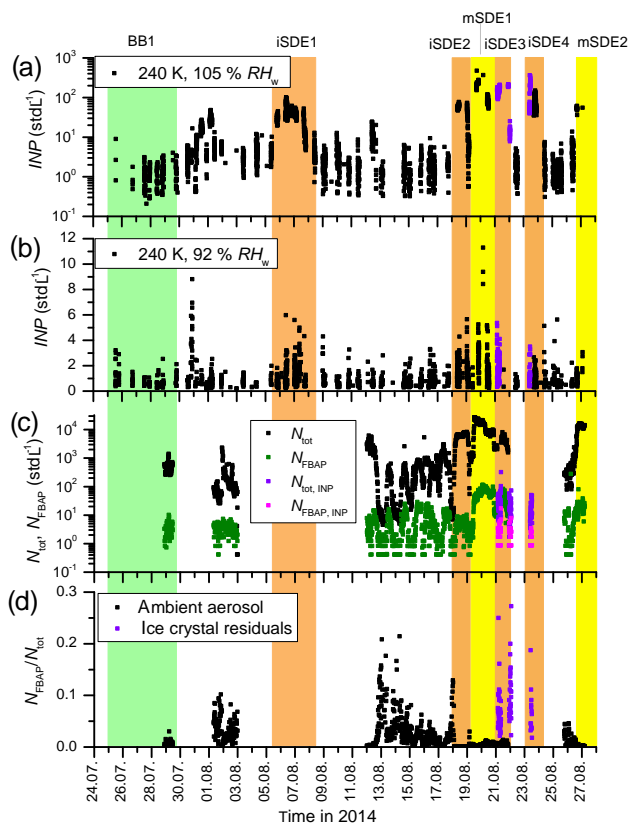 mSDE1
BB1 iSDE1 iSDE2 iSDE3 iSDE4 mSDE2
(a)
240 K, 105 % RHw
INP (stdL⁻¹)
10³
10²
10¹
10⁰
10⁻¹
(b)
240 K, 92 % RHw
INP (stdL⁻¹)
12
10
8
6
4
2
0
(c)
Ntot
NFBAP
Ntot, INP
NFBAP, INP
Ntot, NFBAP (stdL⁻¹)
10⁴
10³
10²
10¹
10⁰
10⁻¹
(d)
Ambient aerosol
Ice crystal residuals
NFBAP/Ntot
0.3
0.2
0.1
0.0
24.07. 26.07. 28.07. 30.07. 01.08. 03.08. 05.08. 07.08. 09.08. 11.08. 13.08. 15.08. 17.08. 19.08. 21.08. 23.08. 25.08. 27.08.
Time in 2014